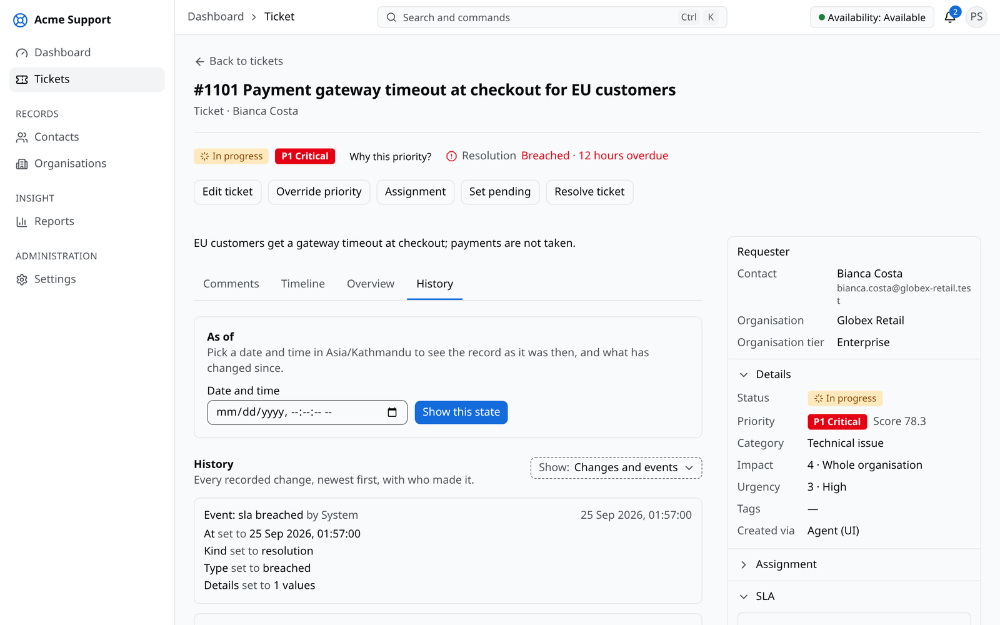 Acme Support
Dashboard
Tickets
RECORDS
Contacts
Organisations
INSIGHT
Reports
ADMINISTRATION
Settings
Dashboard > Ticket
Search and commands Ctrl K
Availability: Available
2
PS
Back to tickets
#1101 Payment gateway timeout at checkout for EU customers
Ticket · Bianca Costa
In progress P1 Critical Why this priority? Resolution Breached · 12 hours overdue
Edit ticket Override priority Assignment Set pending Resolve ticket
EU customers get a gateway timeout at checkout; payments are not taken.
Comments Timeline Overview History
As of
Pick a date and time in Asia/Kathmandu to see the record as it was then, and what has
changed since.
Date and time
mm/dd/yyyy, --:--:-- --
Show this state
History
Every recorded change, newest first, with who made it.
Show: Changes and events
Event: sla breached by System 25 Sep 2026, 01:57:00
At set to 25 Sep 2026, 01:57:00
Kind set to resolution
Type set to breached
Details set to 1 values
Requester
Contact Bianca Costa
bianca.costa@globex-retail.tes
t
Organisation Globex Retail
Organisation tier Enterprise
Details
Status In progress
Priority P1 Critical Score 78.3
Category Technical issue
Impact 4 · Whole organisation
Urgency 3 · High
Tags —
Created via Agent (UI)
Assignment
SLA